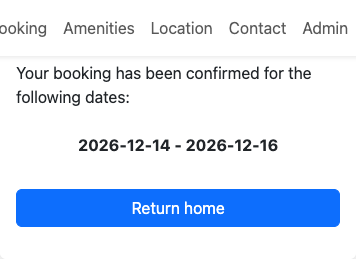 ooking Amenities Location Contact Admin
Your booking has been confirmed for the
following dates:
2026-12-14 - 2026-12-16
Return home